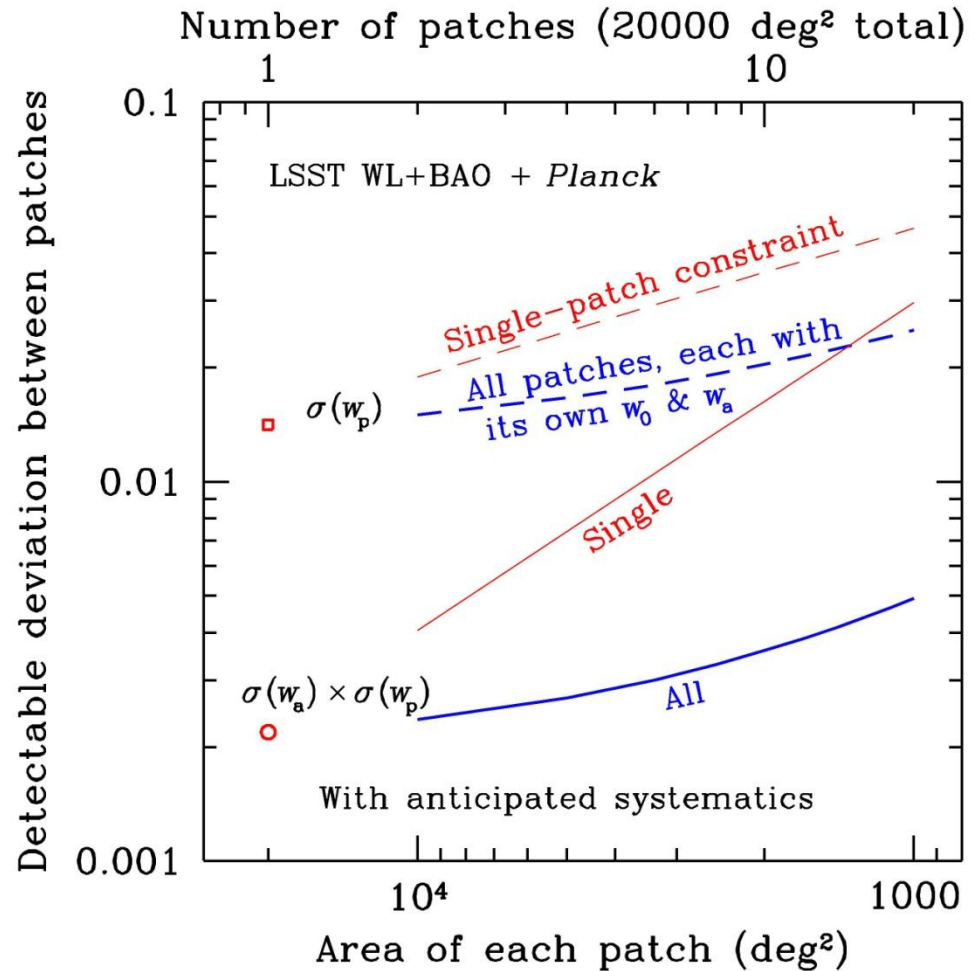 Number of patches (20000 deg² total)
1 10
0.1
LSST WL+BAO + Planck
Single-patch constraint
All patches, each with
its own w₀ & wₐ
σ(wₚ)
0.01
Single
σ(wₐ) × σ(wₚ)
All
With anticipated systematics
0.001
10⁴ 1000
Area of each patch (deg²)
Detectable deviation between patches